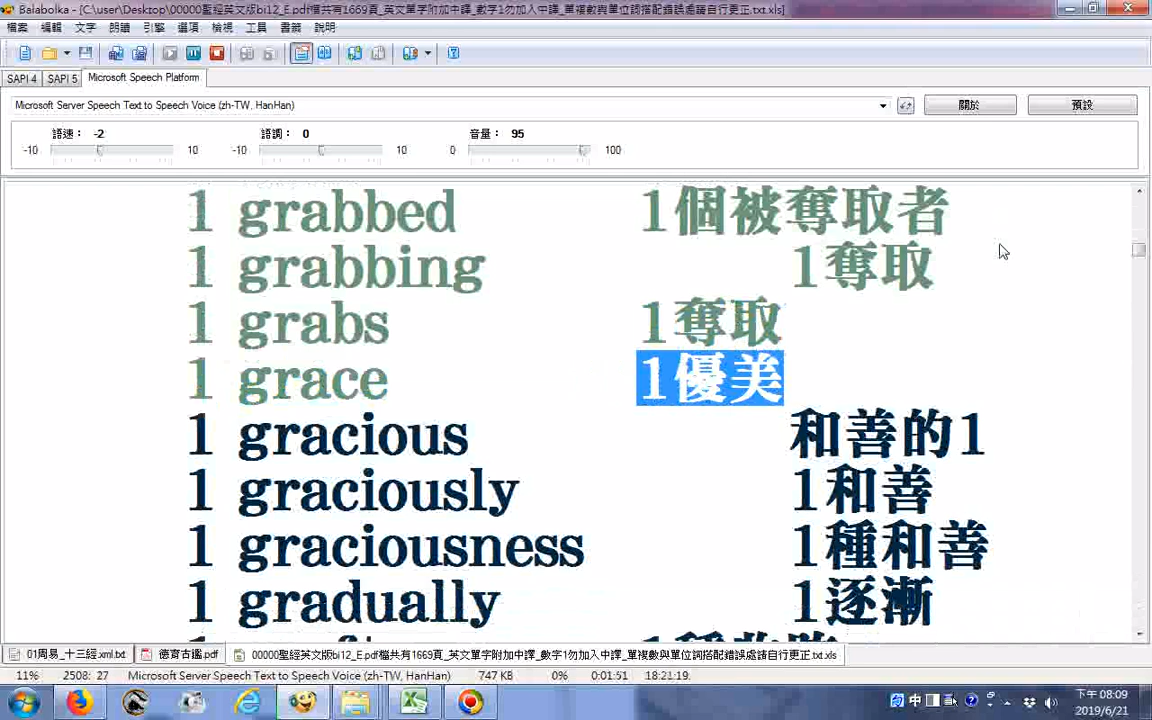 Balabolka - [C:\user\Desktop\00000聖經英文版bi12_E.pdf檔共有1669頁_英文單字附加中譯_數字1勿加入中譯_單複數與單位詞搭配錯誤處請自行更正.txt.xls]
檔案 編輯 文字 朗讀 引擎 選項 檢視 工具 書籤 說明
SAPI 4 SAPI 5 Microsoft Speech Platform
Microsoft Server Speech Text to Speech Voice (zh-TW, HanHan) 關於 預設
語速： -2 語調： 0 音量： 95
-10 10 -10 10 0 100
1 grabbed 1個被奪取者
1 grabbing 1奪取
1 grabs 1奪取
1 grace 1優美
1 gracious 和善的1
1 graciously 1和善
1 graciousness 1種和善
1 gradually 1逐漸
01周易_十三經.xml.txt 德育古鑑.pdf 00000聖經英文版bi12_E.pdf檔共有1669頁_英文單字附加中譯_數字1勿加入中譯_單複數與單位詞搭配錯誤處請自行更正.txt.xls
11% 2508: 27 Microsoft Server Speech Text to Speech Voice (zh-TW, HanHan) 747 KB 0% 0:01:51 18:21:19.
中 下午 08:09
2019/6/21